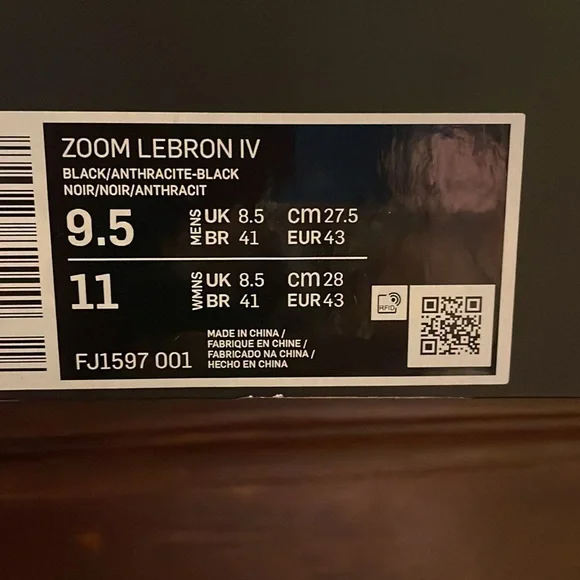 ZOOM LEBRON IV
BLACK/ANTHRACITE-BLACK
NOIR/NOIR/ANTHRACIT
9.5 MENS UK 8.5 cm 27.5
BR 41 EUR 43
11 WMNS UK 8.5 cm 28
BR 41 EUR 43
RFID
FJ1597 001
MADE IN CHINA /
FABRIQUE EN CHINE /
FABRICADO NA CHINA /
HECHO EN CHINA